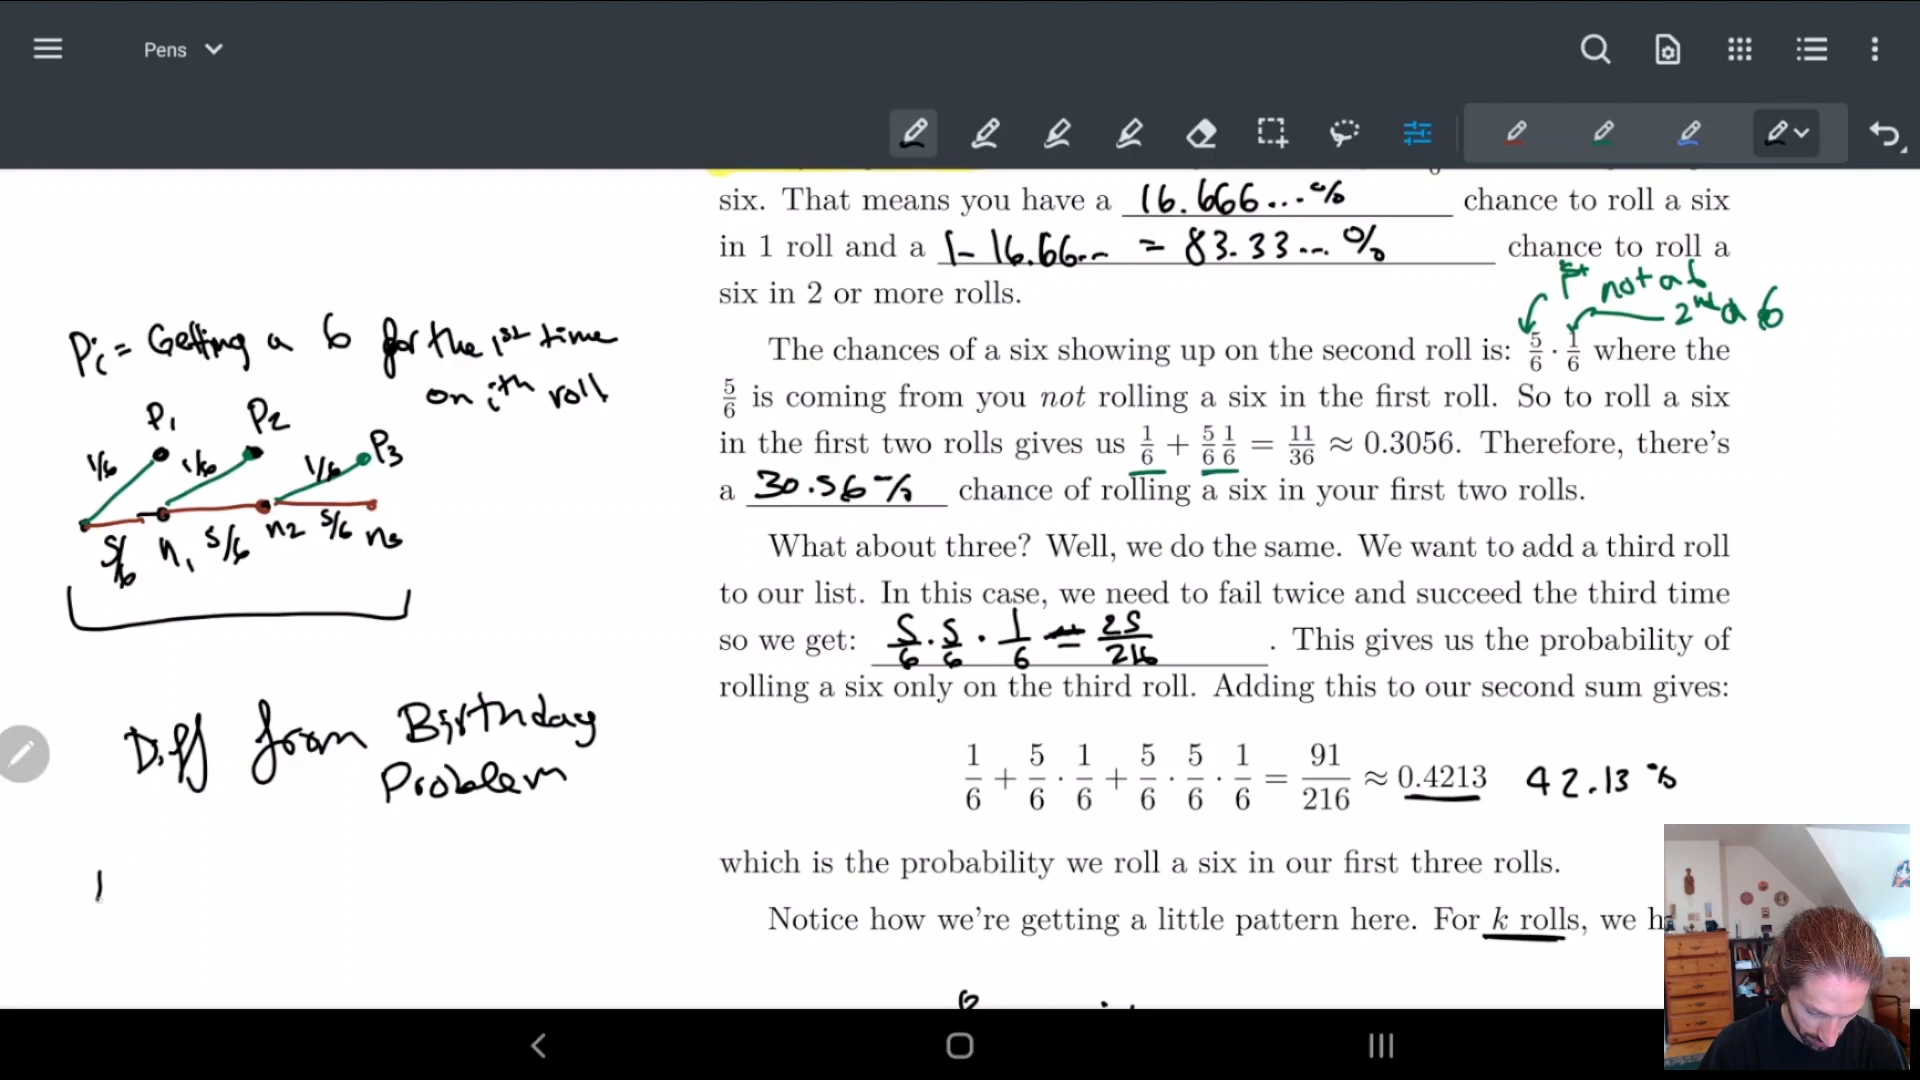 Pens
Pi = Getting a 6 for the 1st time
on ith roll
P1 P2 P3
1/6 1/6 1/6
5/6 n1 5/6 n2 5/6 n3
Diff from Birthday
Problem
six. That means you have a 16.666...% chance to roll a six
in 1 roll and a 1- 16.66... = 83.33...% chance to roll a
six in 2 or more rolls.
1st not a 6
2nd a 6
The chances of a six showing up on the second roll is: 5/6 · 1/6 where the
5/6 is coming from you not rolling a six in the first roll. So to roll a six
in the first two rolls gives us 1/6 + 5/6 1/6 = 11/36 ≈ 0.3056. Therefore, there's
a 30.56% chance of rolling a six in your first two rolls.
What about three? Well, we do the same. We want to add a third roll
to our list. In this case, we need to fail twice and succeed the third time
so we get: 5/6 · 5/6 · 1/6 = 25/216 . This gives us the probability of
rolling a six only on the third roll. Adding this to our second sum gives:
1/6 + 5/6 · 1/6 + 5/6 · 5/6 · 1/6 = 91/216 ≈ 0.4213 42.13%
which is the probability we roll a six in our first three rolls.
Notice how we're getting a little pattern here. For k rolls, we h